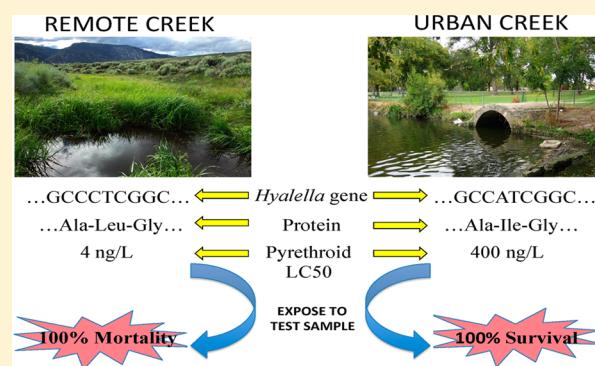 REMOTE CREEK
URBAN CREEK
…GCCCTCGGC… Hyalella gene …GCCATCGGC…
…Ala-Leu-Gly… Protein …Ala-Ile-Gly…
4 ng/L Pyrethroid LC50 400 ng/L
EXPOSE TO
TEST SAMPLE
100% Mortality
100% Survival